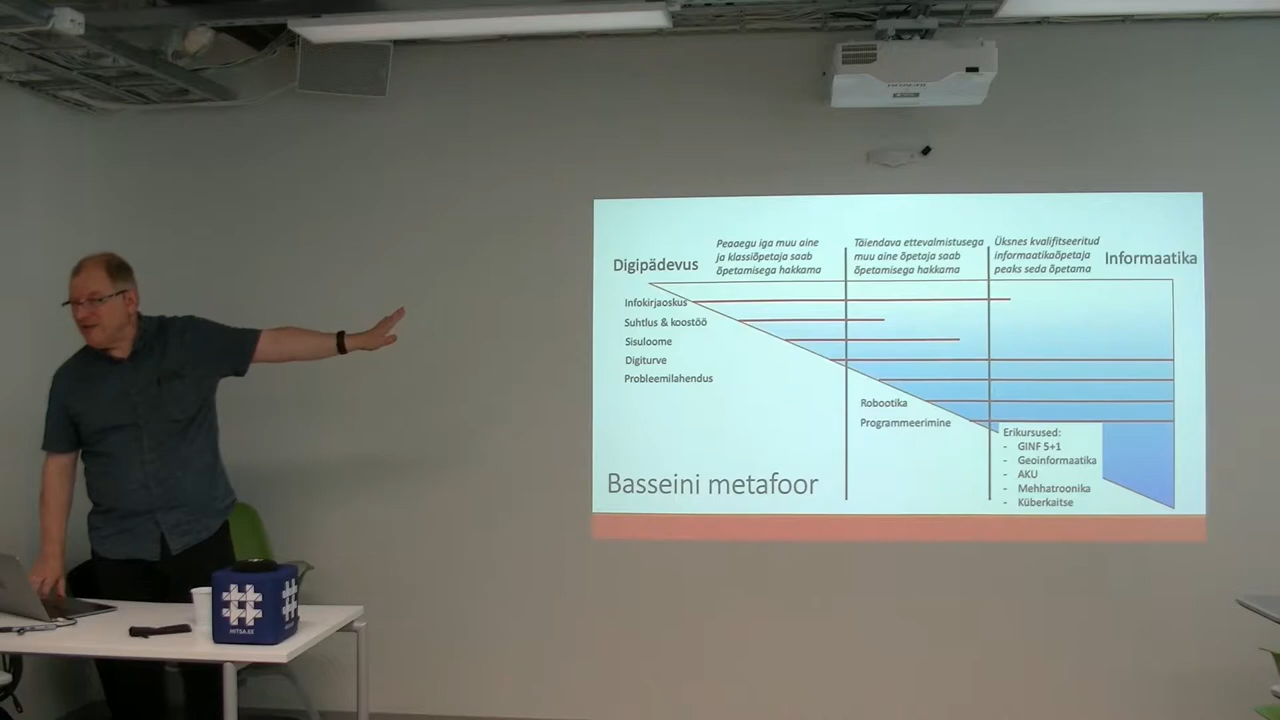 Peaaegu iga muu aine
ja klassiõpetaja saab
õpetamisega hakkama
Täiendava ettevalmistusega
muu aine õpetaja saab
õpetamisega hakkama
Üksnes kvalifitseeritud
informaatikaõpetaja
peaks seda õpetama
Digipädevus
Informaatika
Infokirjaoskus
Suhtlus & koostöö
Sisuloome
Digiturve
Probleemilahendus
Robootika
Programmeerimine
Erikursused:
- GINF 5+1
- Geoinformaatika
- AKU
- Mehhatroonika
- Küberkaitse
Basseini metafoor
HITSA.EE